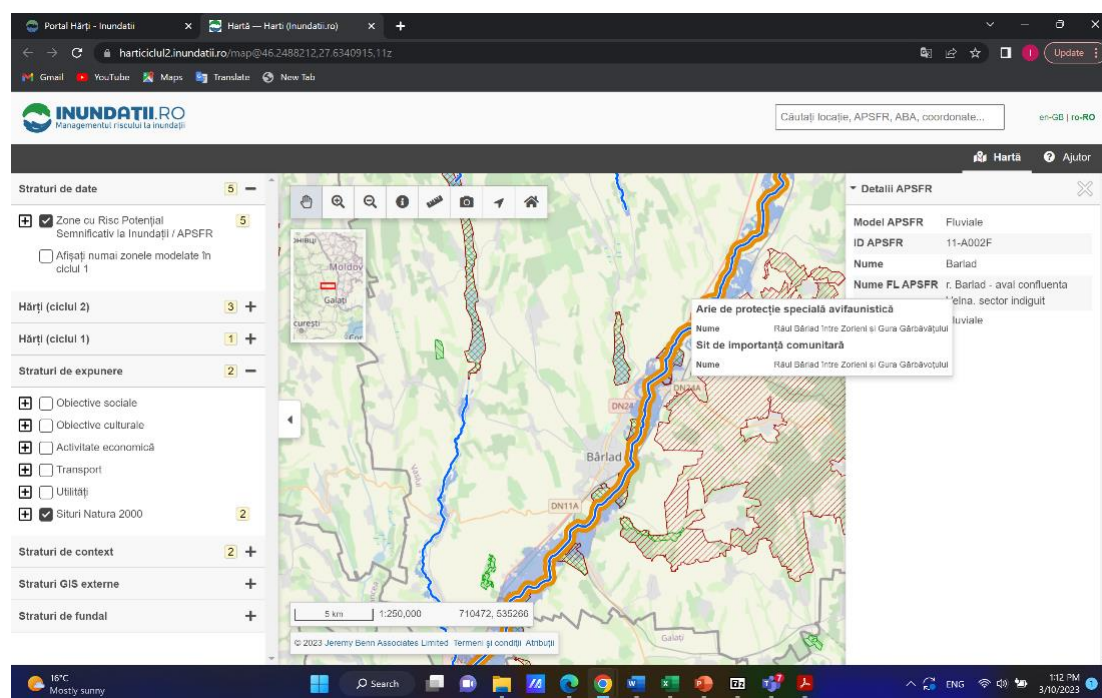 Portal Hărți - Inundatii
Hartă — Harti (Inundatii.ro)
harticiclul2.inundatii.ro/map@46.2488212,27.6340915,11z
Update
Gmail YouTube Maps Translate New Tab
INUNDATII.RO
Managementul riscului la inundații
Căutați locație, APSFR, ABA, coordonate...
en-GB | ro-RO
Hartă
Ajutor
Straturi de date 5
Zone cu Risc Potențial 5
Semnificativ la Inundații / APSFR
Afișați numai zonele modelate în
ciclul 1
Hărți (ciclul 2) 3
Hărți (ciclul 1) 1
Straturi de expunere 2
Obiective sociale
Obiective culturale
Activitate economică
Transport
Utilități
Situri Natura 2000 2
Straturi de context 2
Straturi GIS externe
Straturi de fundal
Moldov
Galați
curești
Vaslui
DN24
DN24A
Bârlad
DN11A
Galați
Arie de protecție specială avifaunistică
Nume Râul Bârlad între Zorleni și Gura Gârbăvățului
Sit de importanță comunitară
Nume Râul Bârlad între Zorleni și Gura Gârbăvoțului
5 km 1:250,000 710472, 535266
© 2023 Jeremy Benn Associates Limited Termeni și condiții Atribuții
Detalii APSFR
Model APSFR Fluviale
ID APSFR 11-A002F
Nume Barlad
Nume FL APSFR r. Barlad - aval confluenta
Velna. sector indiguit
luviale
16°C
Mostly sunny
Search
ENG
1:12 PM
3/10/2023